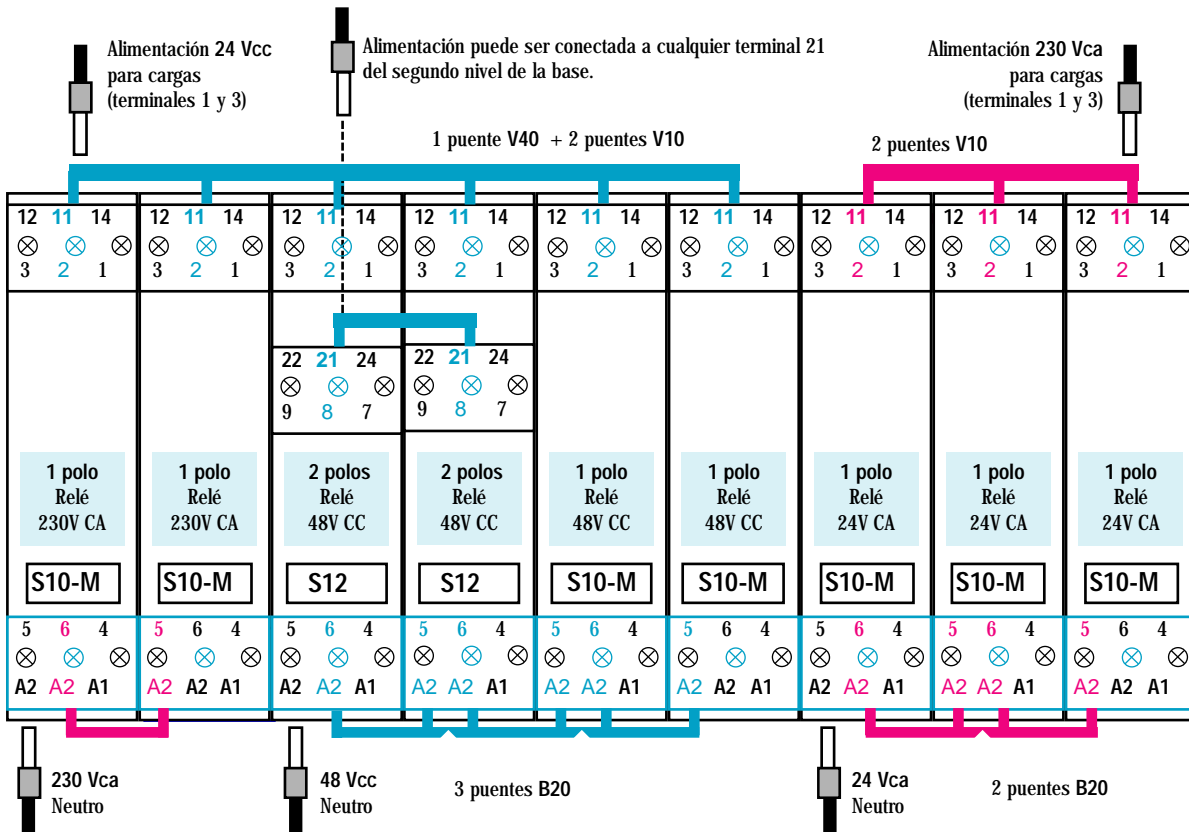 Alimentación 24 Vcc
para cargas
(terminales 1 y 3)
Alimentación puede ser conectada a cualquier terminal 21
del segundo nivel de la base.
Alimentación 230 Vca
para cargas
(terminales 1 y 3)
1 puente V40 + 2 puentes V10
2 puentes V10
12 11 14 12 11 14 12 11 14 12 11 14 12 11 14 12 11 14 12 11 14 12 11 14 12 11 14
3 2 1 3 2 1 3 2 1 3 2 1 3 2 1 3 2 1 3 2 1 3 2 1 3 2 1
22 21 24 22 21 24
9 8 7 9 8 7
1 polo 1 polo 2 polos 2 polos 1 polo 1 polo 1 polo 1 polo 1 polo
Relé Relé Relé Relé Relé Relé Relé Relé Relé
230V CA 230V CA 48V CC 48V CC 48V CC 48V CC 24V CA 24V CA 24V CA
S10-M S10-M S12 S12 S10-M S10-M S10-M S10-M S10-M
5 6 4 5 6 4 5 6 4 5 6 4 5 6 4 5 6 4 5 6 4 5 6 4 5 6 4
A2 A2 A1 A2 A2 A1 A2 A2 A1 A2 A2 A1 A2 A2 A1 A2 A2 A1 A2 A2 A1 A2 A2 A1 A2 A2 A1
230 Vca
Neutro
48 Vcc
Neutro
3 puentes B20
24 Vca
Neutro
2 puentes B20